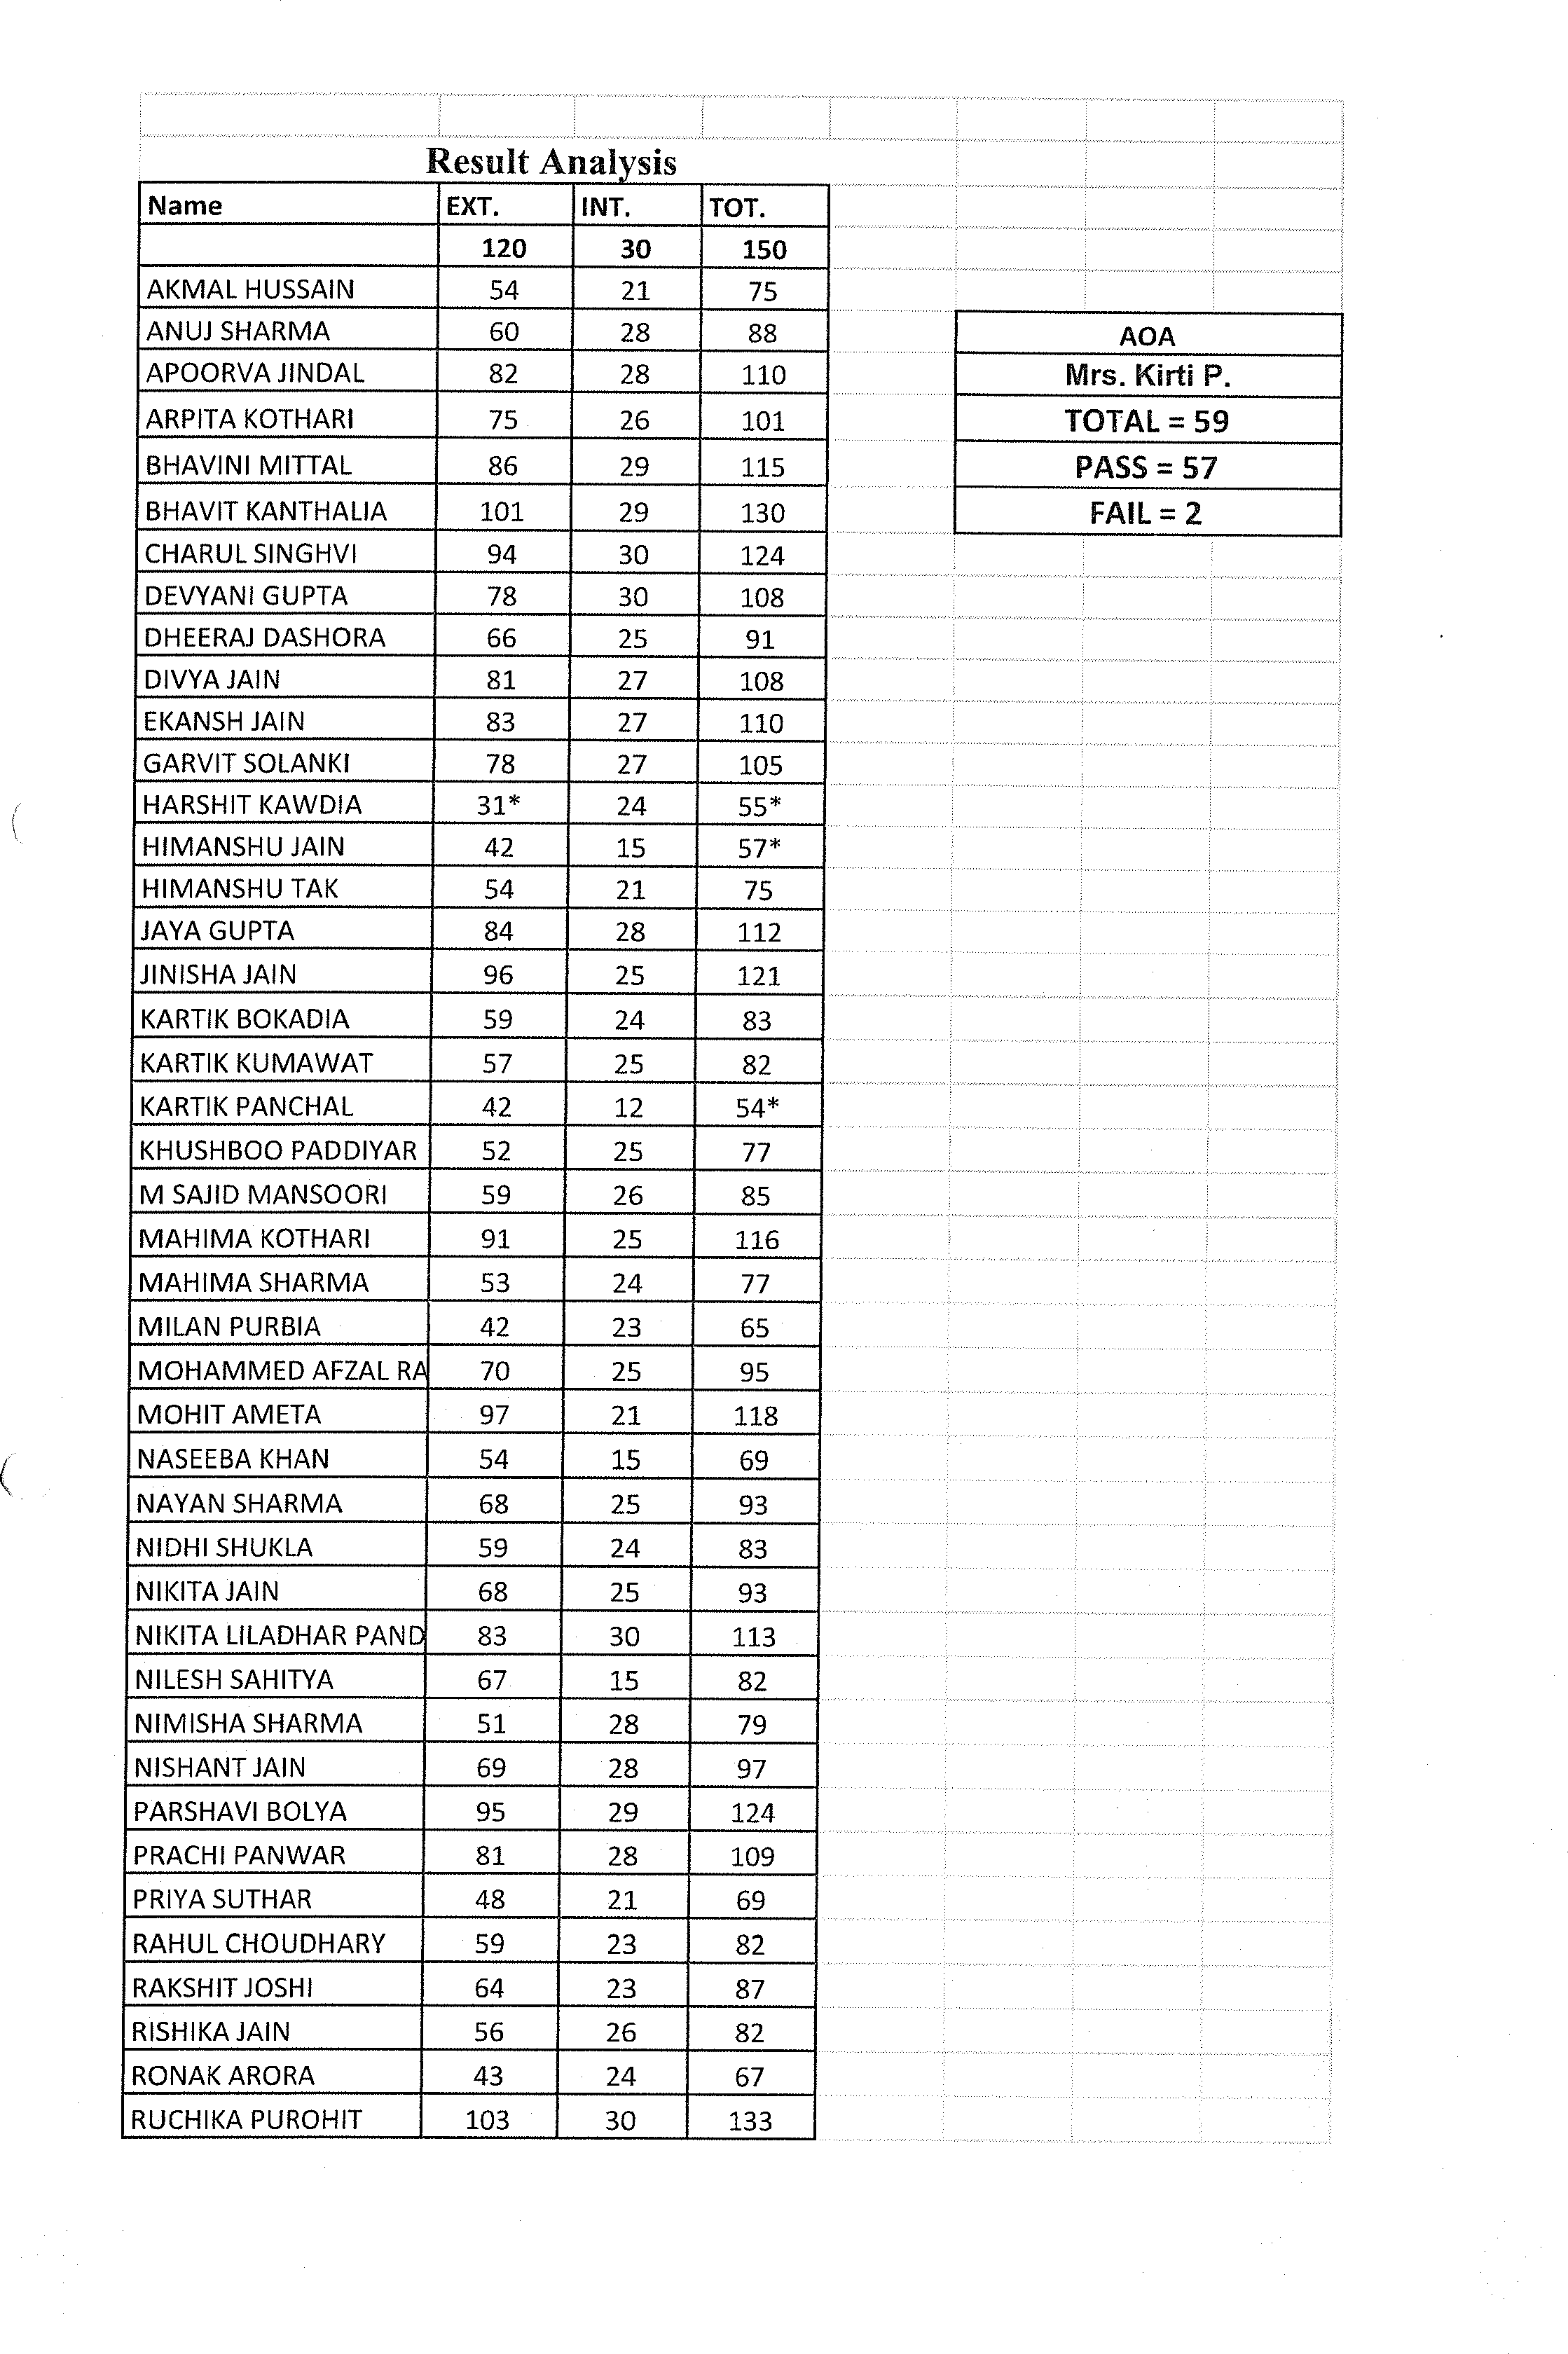 Result Analysis
Name EXT. INT. TOT.
120 30 150
AKMAL HUSSAIN 54 21 75
ANUJ SHARMA 60 28 88
APOORVA JINDAL 82 28 110
ARPITA KOTHARI 75 26 101
BHAVINI MITTAL 86 29 115
BHAVIT KANTHALIA 101 29 130
CHARUL SINGHVI 94 30 124
DEVYANI GUPTA 78 30 108
DHEERAJ DASHORA 66 25 91
DIVYA JAIN 81 27 108
EKANSH JAIN 83 27 110
GARVIT SOLANKI 78 27 105
HARSHIT KAWDIA 31* 24 55*
HIMANSHU JAIN 42 15 57*
HIMANSHU TAK 54 21 75
JAYA GUPTA 84 28 112
JINISHA JAIN 96 25 121
KARTIK BOKADIA 59 24 83
KARTIK KUMAWAT 57 25 82
KARTIK PANCHAL 42 12 54*
KHUSHBOO PADDIYAR 52 25 77
M SAJID MANSOORI 59 26 85
MAHIMA KOTHARI 91 25 116
MAHIMA SHARMA 53 24 77
MILAN PURBIA 42 23 65
MOHAMMED AFZAL RA 70 25 95
MOHIT AMETA 97 21 118
NASEEBA KHAN 54 15 69
NAYAN SHARMA 68 25 93
NIDHI SHUKLA 59 24 83
NIKITA JAIN 68 25 93
NIKITA LILADHAR PAND 83 30 113
NILESH SAHITYA 67 15 82
NIMISHA SHARMA 51 28 79
NISHANT JAIN 69 28 97
PARSHAVI BOLYA 95 29 124
PRACHI PANWAR 81 28 109
PRIYA SUTHAR 48 21 69
RAHUL CHOUDHARY 59 23 82
RAKSHIT JOSHI 64 23 87
RISHIKA JAIN 56 26 82
RONAK ARORA 43 24 67
RUCHIKA PUROHIT 103 30 133
AOA
Mrs. Kirti P.
TOTAL = 59
PASS = 57
FAIL = 2